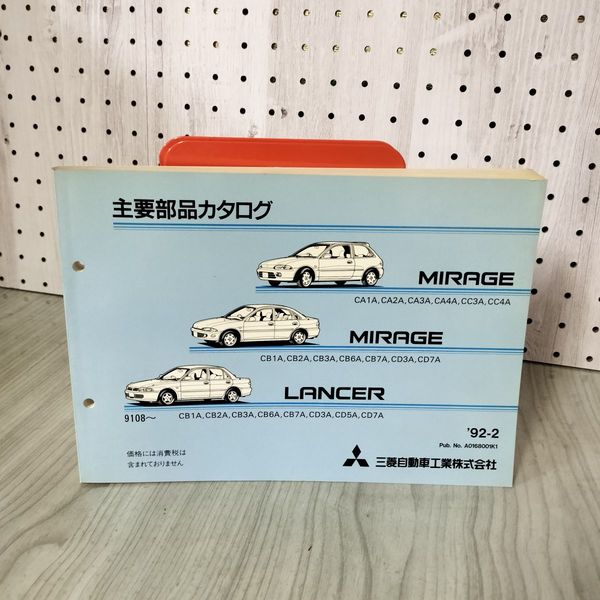 主要部品カタログ
MIRAGE
CA1A, CA2A, CA3A, CA4A, CC3A, CC4A
MIRAGE
CB1A, CB2A, CB3A, CB6A, CB7A, CD3A, CD7A
LANCER
9108～ CB1A, CB2A, CB3A, CB6A, CB7A, CD3A, CD5A, CD7A
'92-2
Pub. No. A0168001K1
価格には消費税は
含まれておりません
三菱自動車工業株式会社